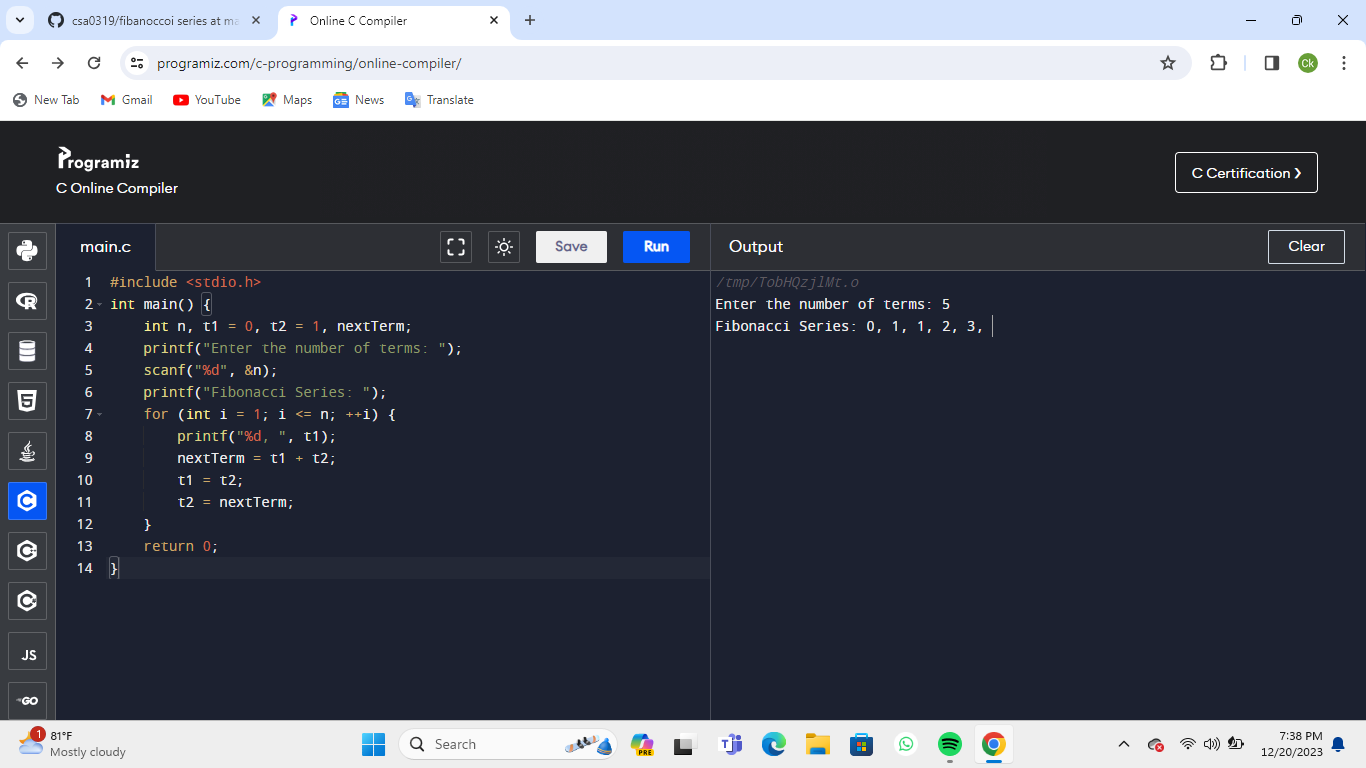 csa0319/fibanoccoi series at ma
Online C Compiler
programiz.com/c-programming/online-compiler/
Ck
New Tab
Gmail
YouTube
Maps
News
Translate
Programiz
C Online Compiler
C Certification ❯
main.c
Save
Run
Output
Clear
1 #include <stdio.h>
2 int main() {
3 int n, t1 = 0, t2 = 1, nextTerm;
4 printf("Enter the number of terms: ");
5 scanf("%d", &n);
6 printf("Fibonacci Series: ");
7 for (int i = 1; i <= n; ++i) {
8 printf("%d, ", t1);
9 nextTerm = t1 + t2;
10 t1 = t2;
11 t2 = nextTerm;
12 }
13 return 0;
14 }
/tmp/TobHQzjlMt.o
Enter the number of terms: 5
Fibonacci Series: 0, 1, 1, 2, 3,
JS
GO
1
81°F
Mostly cloudy
Search
PRE
7:38 PM
12/20/2023